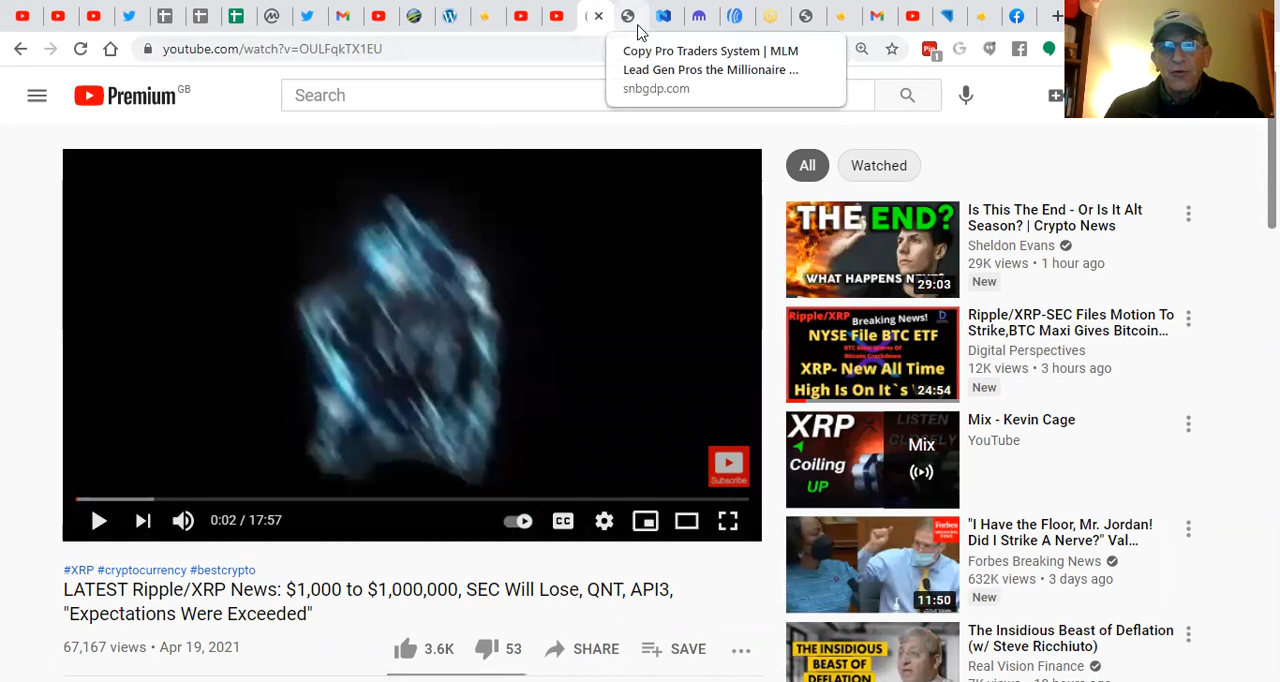 youtube.com/watch?v=OULFqkTX1EU
Copy Pro Traders System | MLM
Lead Gen Pros the Millionaire ...
snbgdp.com
Premium GB
Search
All
Watched
THE END?
WHAT HAPPENS NEXT?
29:03
Is This The End - Or Is It Alt
Season? | Crypto News
Sheldon Evans
29K views • 1 hour ago
New
Ripple/XRP Breaking News!
NYSE File BTC ETF
Bitcoin Crackdown
XRP- New All Time
High Is On It`s
24:54
Ripple/XRP-SEC Files Motion To
Strike,BTC Maxi Gives Bitcoin...
Digital Perspectives
12K views • 3 hours ago
New
XRP
Coiling
UP
LISTEN
CLOSELY
Mix
Mix - Kevin Cage
YouTube
Subscribe
0:02 / 17:57
CC
"I Have the Floor, Mr. Jordan!
Did I Strike A Nerve?" Val...
Forbes Breaking News
632K views • 3 days ago
New
Forbes
11:50
#XRP #cryptocurrency #bestcrypto
LATEST Ripple/XRP News: $1,000 to $1,000,000, SEC Will Lose, QNT, API3,
"Expectations Were Exceeded"
67,167 views • Apr 19, 2021
3.6K
53
SHARE
SAVE
THE INSIDIOUS
BEAST OF
DEFLATION
The Insidious Beast of Deflation
(w/ Steve Ricchiuto)
Real Vision Finance